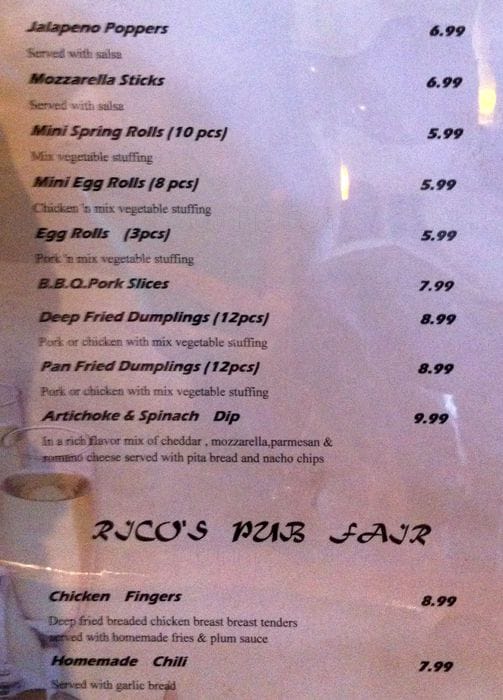 Jalapeno Poppers 6.99
Served with salsa
Mozzarella Sticks 6.99
Served with salsa
Mini Spring Rolls (10 pcs) 5.99
Mix vegetable stuffing
Mini Egg Rolls (8 pcs) 5.99
Chicken 'n mix vegetable stuffing
Egg Rolls (3pcs) 5.99
Pork 'n mix vegetable stuffing
B.B.Q.Pork Slices 7.99
Deep Fried Dumplings (12pcs) 8.99
Pork or chicken with mix vegetable stuffing
Pan Fried Dumplings (12pcs) 8.99
Pork or chicken with mix vegetable stuffing
Artichoke & Spinach Dip 9.99
In a rich flavor mix of cheddar , mozzarella,parmesan &
romano cheese served with pita bread and nacho chips
RICO'S PUB FAIR
Chicken Fingers 8.99
Deep fried breaded chicken breast breast tenders
served with homemade fries & plum sauce
Homemade Chili 7.99
Served with garlic bread